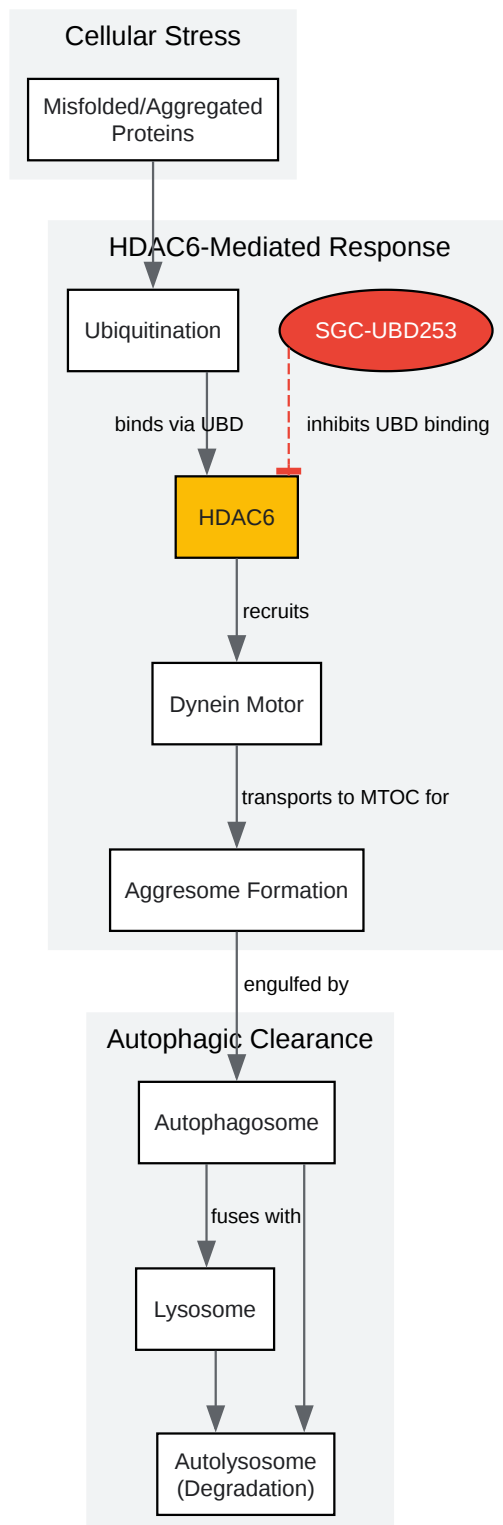 Cellular Stress
Misfolded/Aggregated
Proteins
HDAC6-Mediated Response
Ubiquitination
SGC-UBD253
binds via UBD
inhibits UBD binding
HDAC6
recruits
Dynein Motor
transports to MTOC for
Aggresome Formation
engulfed by
Autophagic Clearance
Autophagosome
fuses with
Lysosome
Autolysosome
(Degradation)